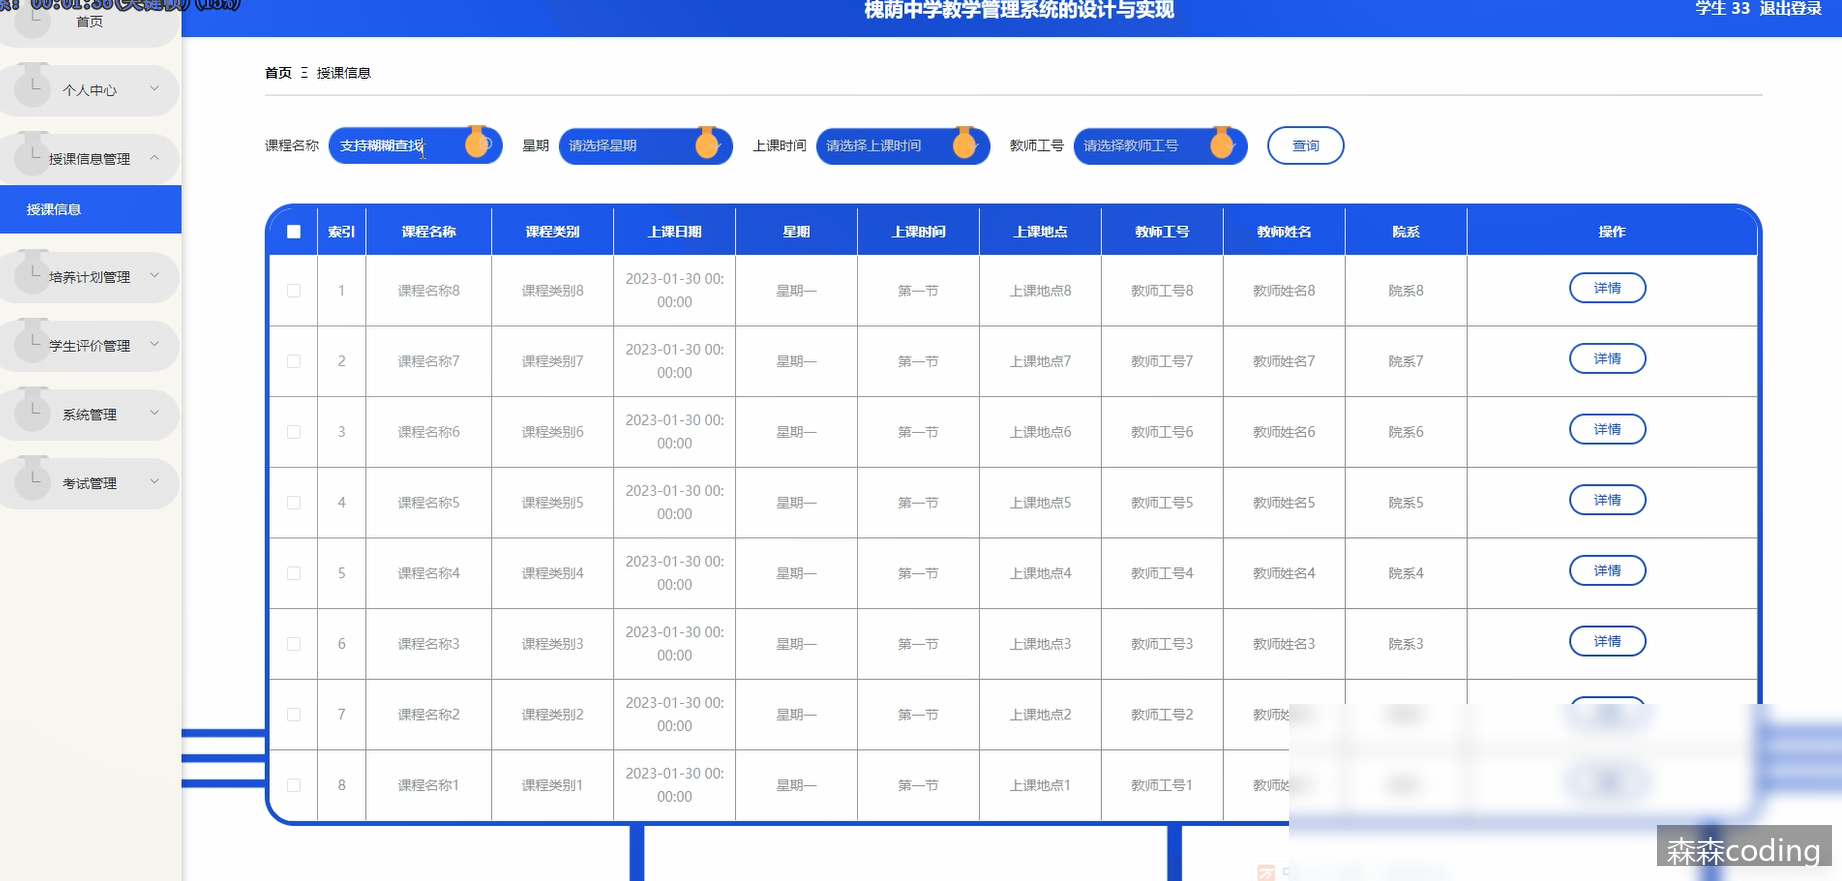 槐荫中学教学管理系统的设计与实现
学生 33 退出登录
首页
个人中心
授课信息管理
授课信息
培养计划管理
学生评价管理
系统管理
考试管理
首页 Ξ 授课信息
课程名称 支持糊糊查找 星期 请选择星期 上课时间 请选择上课时间 教师工号 请选择教师工号 查询
索引 课程名称 课程类别 上课日期 星期 上课时间 上课地点 教师工号 教师姓名 院系 操作
1 课程名称8 课程类别8 2023-01-30 00:00:00 星期一 第一节 上课地点8 教师工号8 教师姓名8 院系8 详情
2 课程名称7 课程类别7 2023-01-30 00:00:00 星期一 第一节 上课地点7 教师工号7 教师姓名7 院系7 详情
3 课程名称6 课程类别6 2023-01-30 00:00:00 星期一 第一节 上课地点6 教师工号6 教师姓名6 院系6 详情
4 课程名称5 课程类别5 2023-01-30 00:00:00 星期一 第一节 上课地点5 教师工号5 教师姓名5 院系5 详情
5 课程名称4 课程类别4 2023-01-30 00:00:00 星期一 第一节 上课地点4 教师工号4 教师姓名4 院系4 详情
6 课程名称3 课程类别3 2023-01-30 00:00:00 星期一 第一节 上课地点3 教师工号3 教师姓名3 院系3 详情
7 课程名称2 课程类别2 2023-01-30 00:00:00 星期一 第一节 上课地点2 教师工号2 教师
8 课程名称1 课程类别1 2023-01-30 00:00:00 星期一 第一节 上课地点1 教师工号1 教师
森森coding